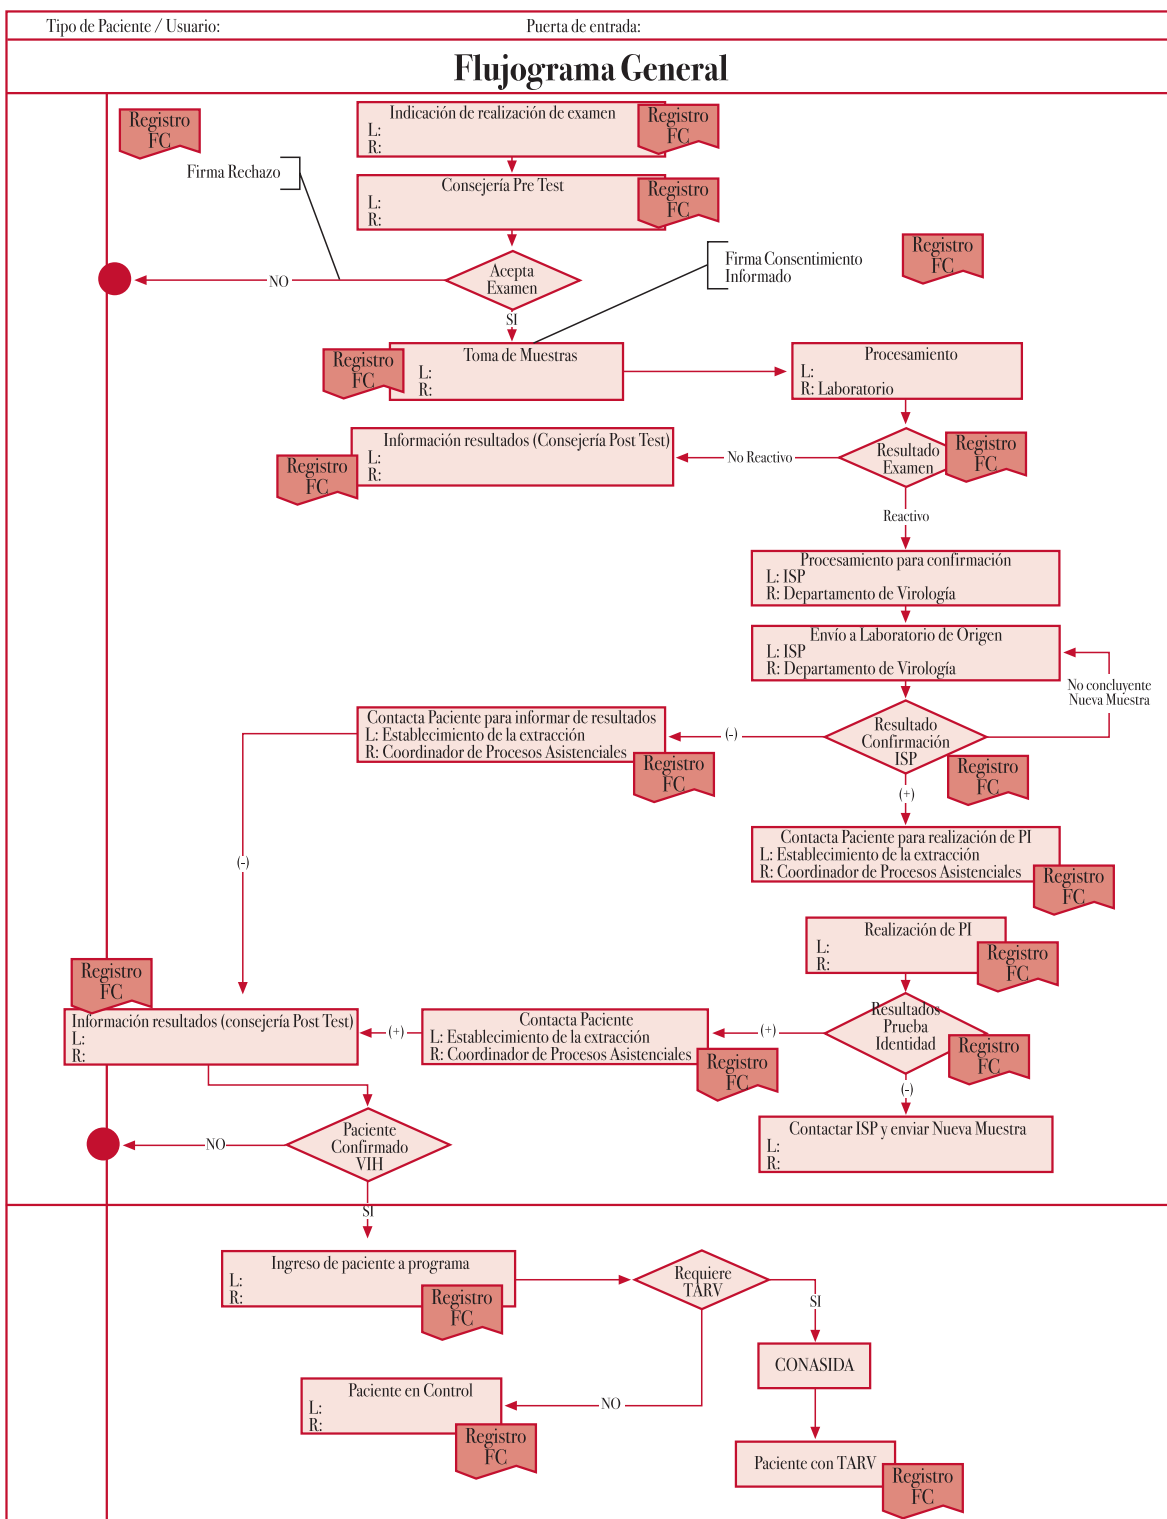 Tipo de Paciente / Usuario:
Puerta de entrada:
Flujograma General
Registro
FC
Indicación de realización de examen
L:
R:
Registro
FC
Firma Rechazo
Consejería Pre Test
L:
R:
Registro
FC
Acepta
Examen
NO
SI
Firma Consentimiento
Informado
Registro
FC
Registro
FC
Toma de Muestras
L:
R:
Procesamiento
L:
R: Laboratorio
Información resultados (Consejería Post Test)
L:
R:
Registro
FC
No Reactivo
Resultado
Examen
Registro
FC
Reactivo
Procesamiento para confirmación
L: ISP
R: Departamento de Virología
Envío a Laboratorio de Origen
L: ISP
R: Departamento de Virología
No concluyente
Nueva Muestra
Contacta Paciente para informar de resultados
L: Establecimiento de la extracción
R: Coordinador de Procesos Asistenciales
Registro
FC
(-)
Resultado
Confirmación
ISP
Registro
FC
(+)
Contacta Paciente para realización de PI
L: Establecimiento de la extracción
R: Coordinador de Procesos Asistenciales
Registro
FC
(-)
Realización de PI
L:
R:
Registro
FC
Registro
FC
Información resultados (consejería Post Test)
L:
R:
(+)
Contacta Paciente
L: Establecimiento de la extracción
R: Coordinador de Procesos Asistenciales
Registro
FC
(+)
Resultados
Prueba
Identidad
Registro
FC
(-)
Contactar ISP y enviar Nueva Muestra
L:
R:
Paciente
Confirmado
VIH
NO
SI
Ingreso de paciente a programa
L:
R:
Registro
FC
Requiere
TARV
SI
CONASIDA
NO
Paciente en Control
L:
R:
Registro
FC
Paciente con TARV
Registro
FC